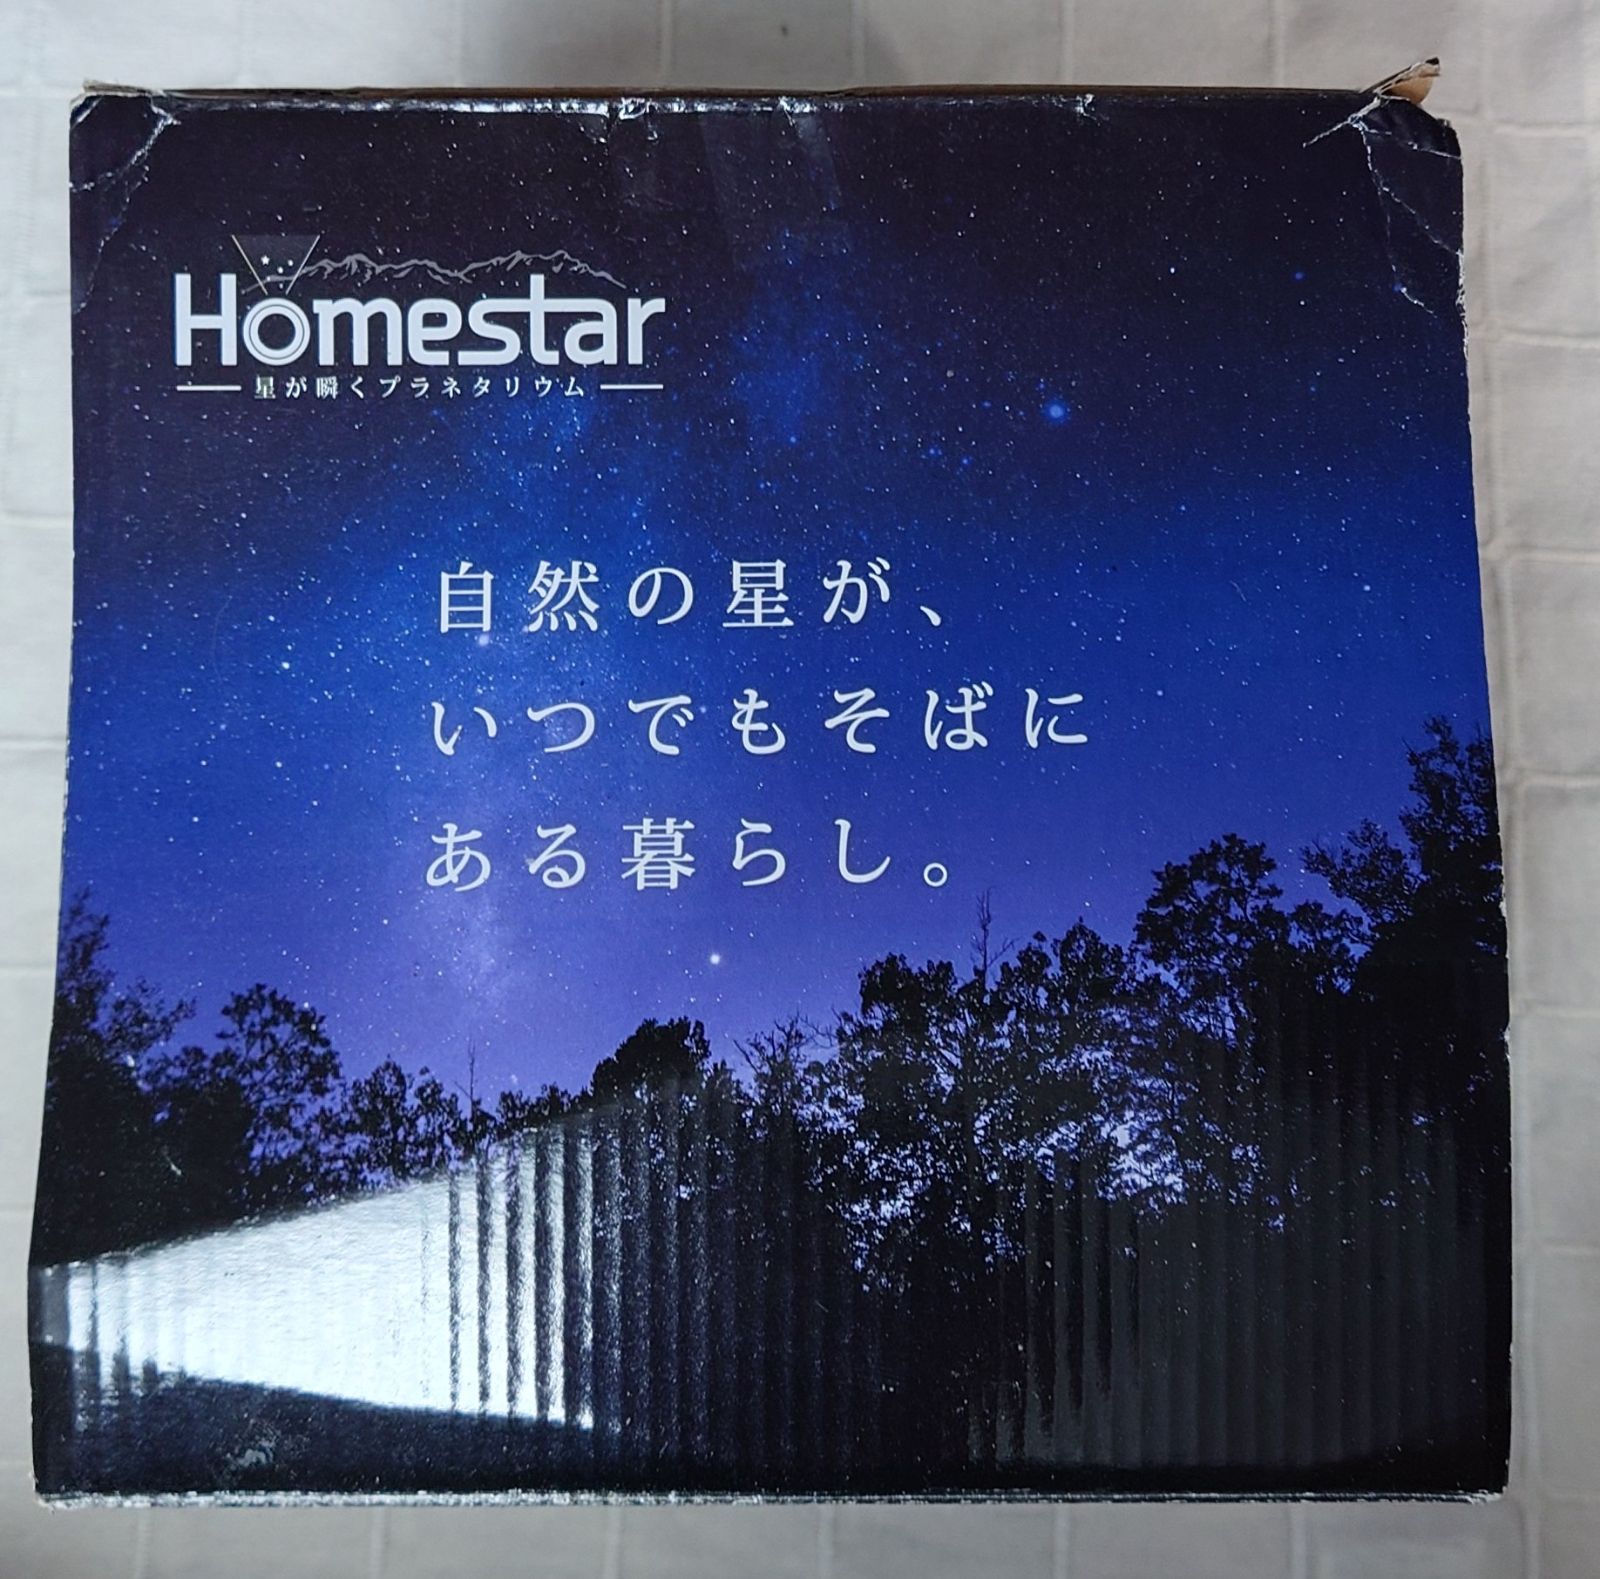 Homestar
星が瞬くプラネタリウム
自然の星が、
いつでもそばに
ある暮らし。